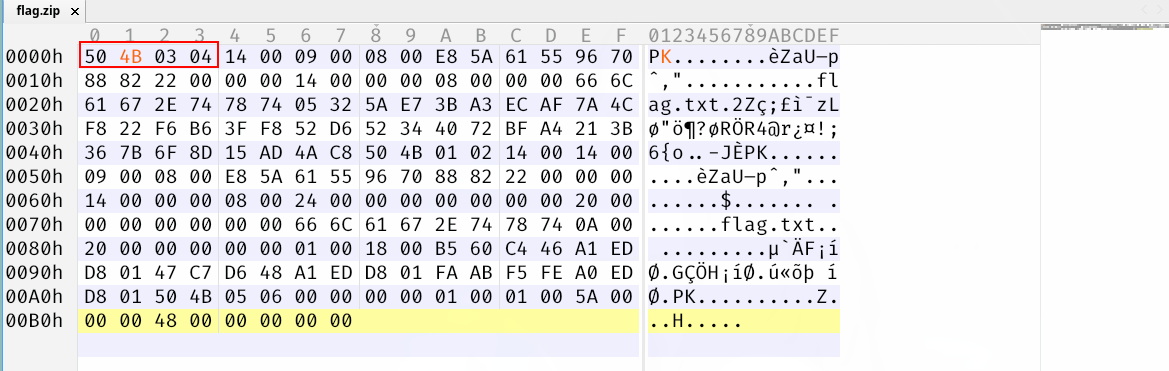 flag.zip ×
0 1 2 3 4 5 6 7 8 9 A B C D E F 0123456789ABCDEF
0000h 50 4B 03 04 14 00 09 00 08 00 E8 5A 61 55 96 70 PK........èZaU–p
0010h 88 82 22 00 00 00 14 00 00 00 08 00 00 00 66 6C ˆ‚"...........fl
0020h 61 67 2E 74 78 74 05 32 5A E7 3B A3 EC AF 7A 4C ag.txt.2Zç;£ì¯zL
0030h F8 22 F6 B6 3F F8 52 D6 52 34 40 72 BF A4 21 3B ø"ö¶?øRÖR4@r¿¤!;
0040h 36 7B 6F 8D 15 AD 4A C8 50 4B 01 02 14 00 14 00 6{o..-JÈPK......
0050h 09 00 08 00 E8 5A 61 55 96 70 88 82 22 00 00 00 ....èZaU–pˆ‚"...
0060h 14 00 00 00 08 00 24 00 00 00 00 00 00 00 20 00 ......$....... .
0070h 00 00 00 00 00 00 66 6C 61 67 2E 74 78 74 0A 00 ......flag.txt..
0080h 20 00 00 00 00 00 01 00 18 00 B5 60 C4 46 A1 ED .........µ`ÄF¡í
0090h D8 01 47 C7 D6 48 A1 ED D8 01 FA AB F5 FE A0 ED Ø.GÇÖH¡íØ.ú«õþ í
00A0h D8 01 50 4B 05 06 00 00 00 00 01 00 01 00 5A 00 Ø.PK..........Z.
00B0h 00 00 48 00 00 00 00 00 ..H.....